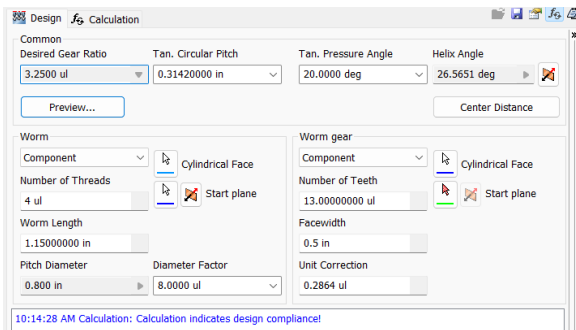 Design fG Calculation
Common
Desired Gear Ratio Tan. Circular Pitch Tan. Pressure Angle Helix Angle
3.2500 ul 0.31420000 in 20.0000 deg 26.5651 deg
Preview... Center Distance
Worm Worm gear
Component Cylindrical Face Component Cylindrical Face
Number of Threads Start plane Number of Teeth Start plane
4 ul 13.00000000 ul
Worm Length Facewidth
1.15000000 in 0.5 in
Pitch Diameter Diameter Factor Unit Correction
0.800 in 8.0000 ul 0.2864 ul
10:14:28 AM Calculation: Calculation indicates design compliance!